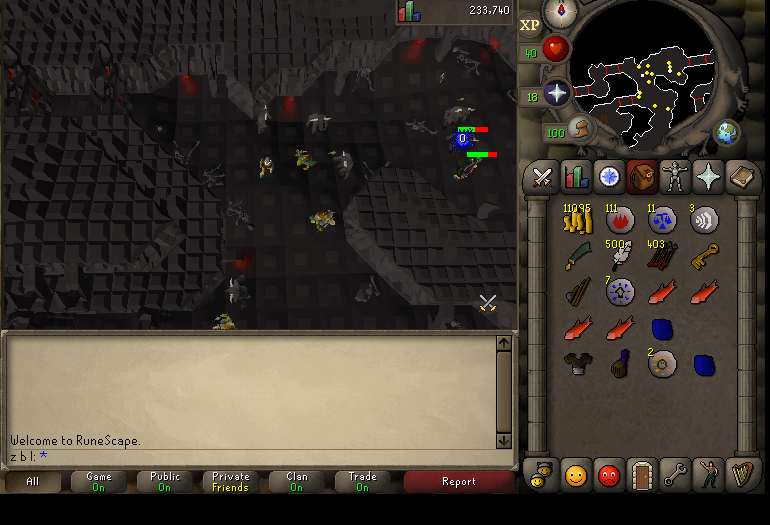 233,740
XP
40
18
100
0
11095
111
11
3
500
403
7
2
Welcome to RuneScape.
z b l: *
All
Game
On
Public
On
Private
Friends
Clan
On
Trade
On
Report